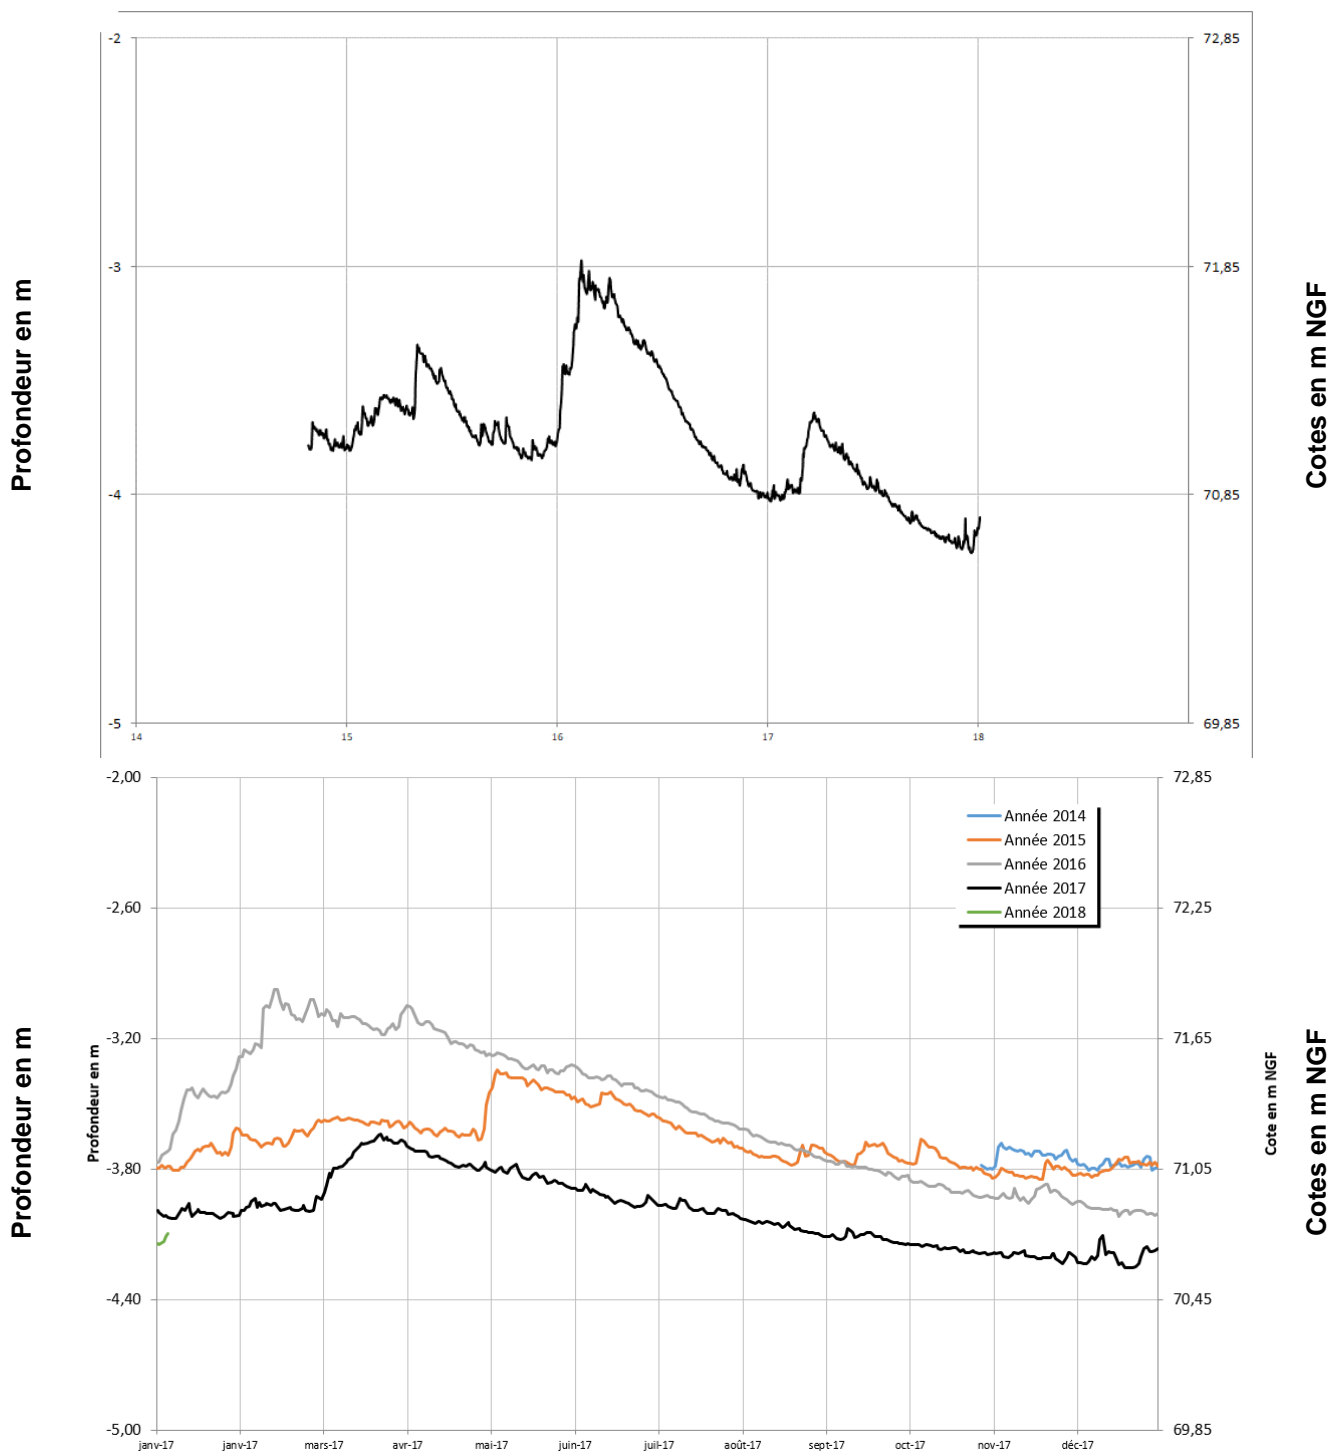 -2
72,85
-3
71,85
-4
70,85
-5
69,85
14
15
16
17
18
Profondeur en m
Cotes en m NGF
-2,00
72,85
-2,60
72,25
-3,20
71,65
-3,80
71,05
-4,40
70,45
-5,00
69,85
Année 2014
Année 2015
Année 2016
Année 2017
Année 2018
Profondeur en m
Profondeur en m
Cote en m NGF
Cotes en m NGF
janv-17
janv-17
mars-17
avr-17
mai-17
juin-17
juil-17
août-17
sept-17
oct-17
nov-17
déc-17